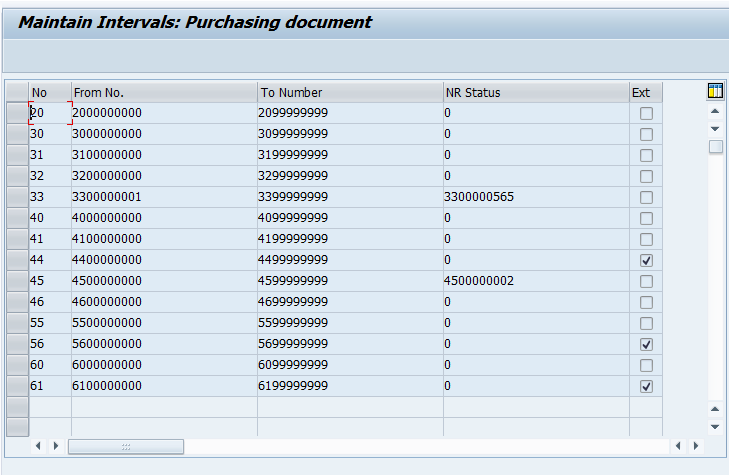 Maintain Intervals: Purchasing document
No From No. To Number NR Status Ext
20 2000000000 2099999999 0
30 3000000000 3099999999 0
31 3100000000 3199999999 0
32 3200000000 3299999999 0
33 3300000001 3399999999 3300000565
40 4000000000 4099999999 0
41 4100000000 4199999999 0
44 4400000000 4499999999 0
45 4500000000 4599999999 4500000002
46 4600000000 4699999999 0
55 5500000000 5599999999 0
56 5600000000 5699999999 0
60 6000000000 6099999999 0
61 6100000000 6199999999 0